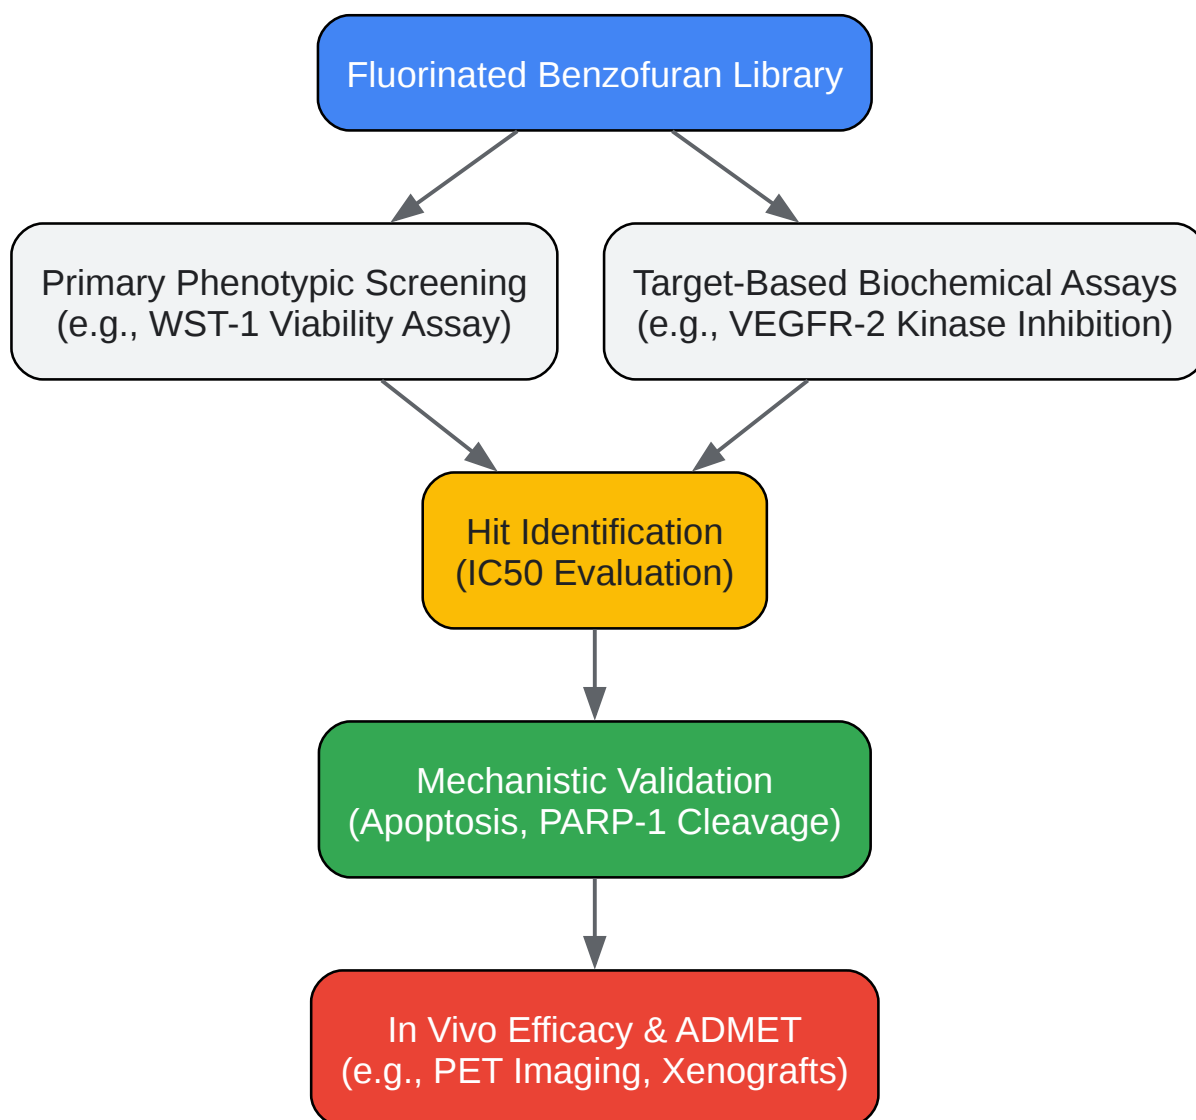 Fluorinated Benzofuran Library
Primary Phenotypic Screening
(e.g., WST-1 Viability Assay)
Target-Based Biochemical Assays
(e.g., VEGFR-2 Kinase Inhibition)
Hit Identification
(IC50 Evaluation)
Mechanistic Validation
(Apoptosis, PARP-1 Cleavage)
In Vivo Efficacy & ADMET
(e.g., PET Imaging, Xenografts)